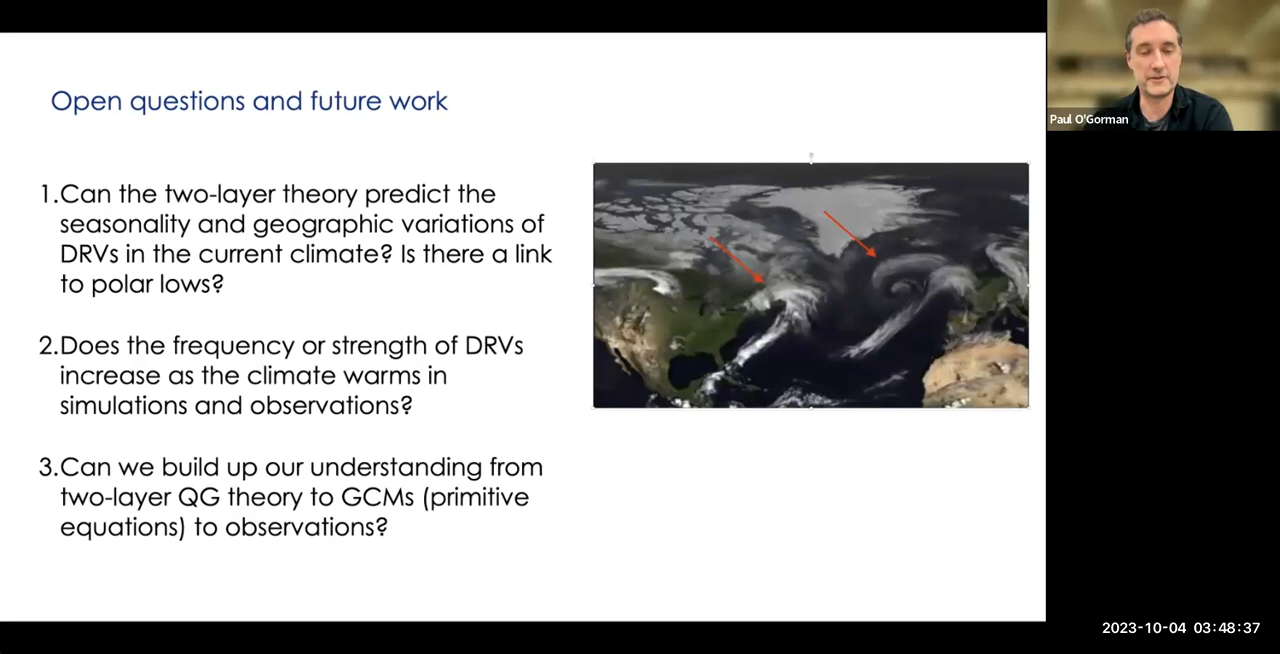 Open questions and future work
1.Can the two-layer theory predict the
seasonality and geographic variations of
DRVs in the current climate? Is there a link
to polar lows?
2.Does the frequency or strength of DRVs
increase as the climate warms in
simulations and observations?
3.Can we build up our understanding from
two-layer QG theory to GCMs (primitive
equations) to observations?
Paul O'Gorman
2023-10-04 03:48:37